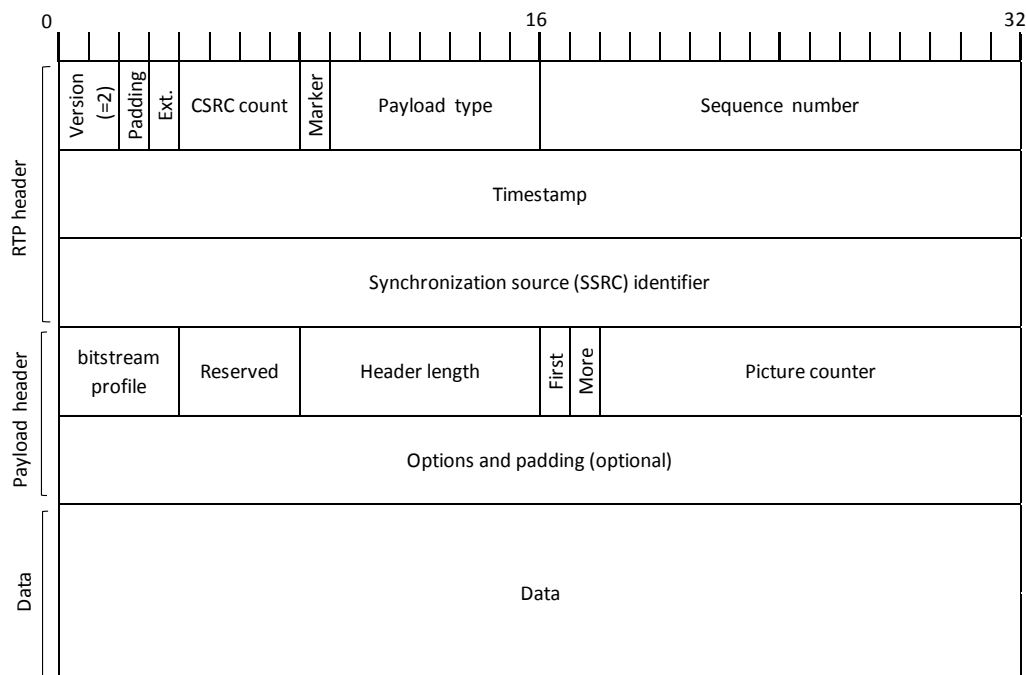 0 16 32
RTP header
Version
(=2)
Padding
Ext.
CSRC count
Marker
Payload type
Sequence number
Timestamp
Synchronization source (SSRC) identifier
Payload header
bitstream
profile
Reserved
Header length
First
More
Picture counter
Options and padding (optional)
Data
Data